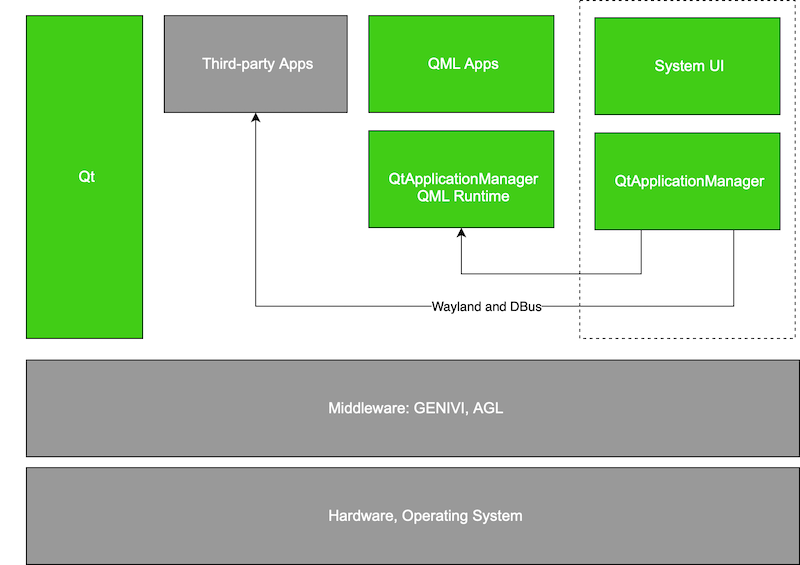 Third-party Apps
QML Apps
System UI
Qt
QtApplicationManager
QML Runtime
QtApplicationManager
Wayland and DBus
Middleware: GENIVI, AGL
Hardware, Operating System